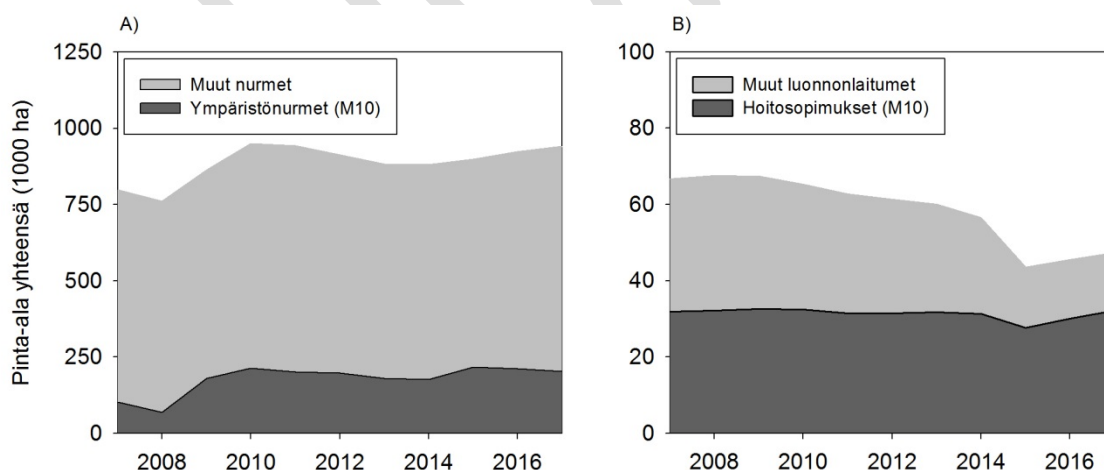 A)
Pinta-ala yhteensä (1000 ha)
1250
1000
750
500
250
0
Muut nurmet
Ympäristönurmet (M10)
2008 2010 2012 2014 2016
B)
100
80
60
40
20
0
Muut luonnonlaitumet
Hoitosopimukset (M10)
2008 2010 2012 2014 2016